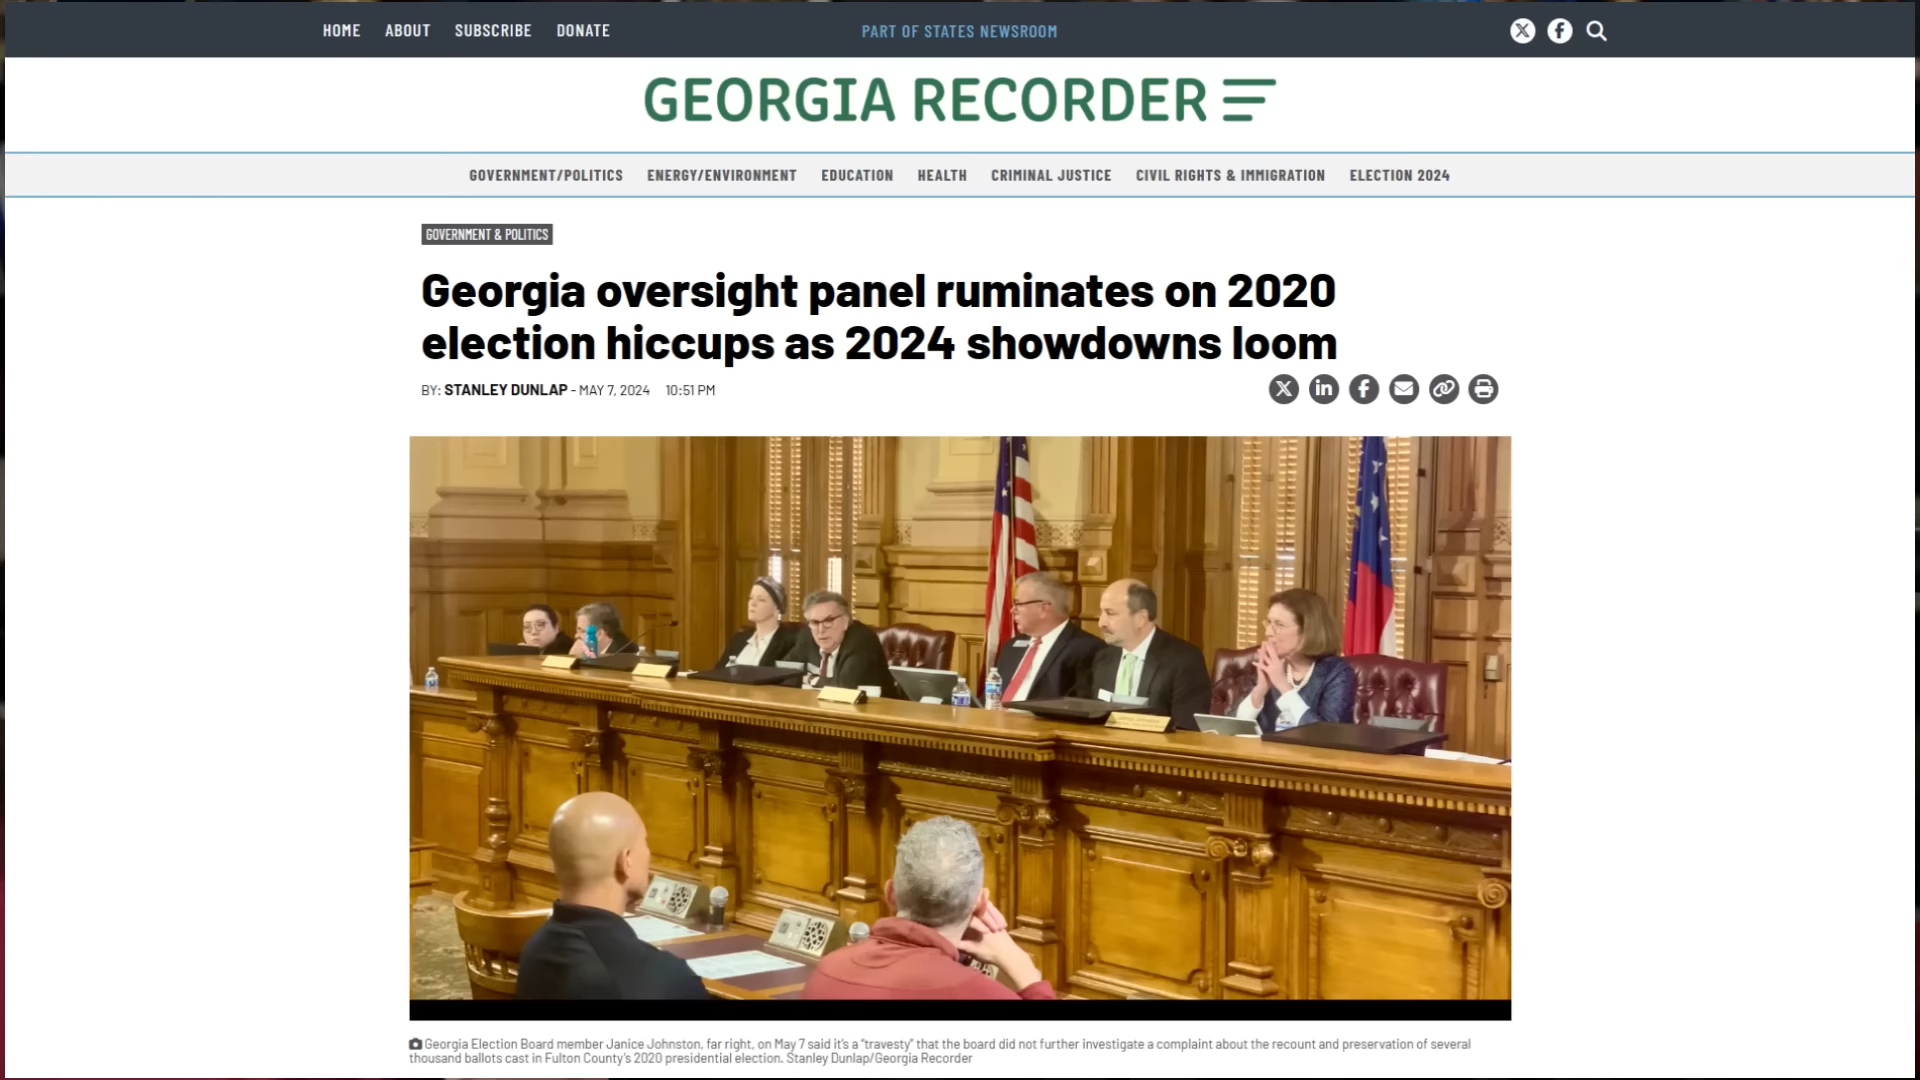 HOME ABOUT SUBSCRIBE DONATE PART OF STATES NEWSROOM
GEORGIA RECORDER
GOVERNMENT/POLITICS ENERGY/ENVIRONMENT EDUCATION HEALTH CRIMINAL JUSTICE CIVIL RIGHTS & IMMIGRATION ELECTION 2024
GOVERNMENT & POLITICS
Georgia oversight panel ruminates on 2020
election hiccups as 2024 showdowns loom
BY: STANLEY DUNLAP - MAY 7, 2024 10:51 PM
Georgia Election Board member Janice Johnston, far right, on May 7 said it's a "travesty" that the board did not further investigate a complaint about the recount and preservation of several
thousand ballots cast in Fulton County's 2020 presidential election. Stanley Dunlap/Georgia Recorder